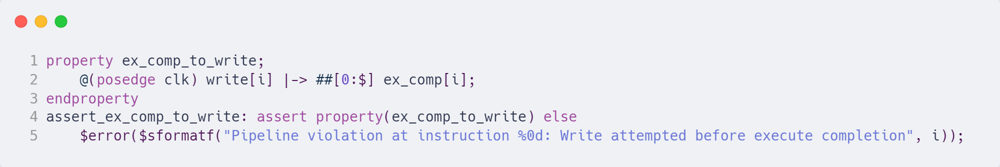 1 property ex_comp_to_write;
2     @(posedge clk) write[i] |-> ##[0:$] ex_comp[i];
3 endproperty
4 assert_ex_comp_to_write: assert property(ex_comp_to_write) else
5     $error($sformatf("Pipeline violation at instruction %0d: Write attempted before execute completion", i));